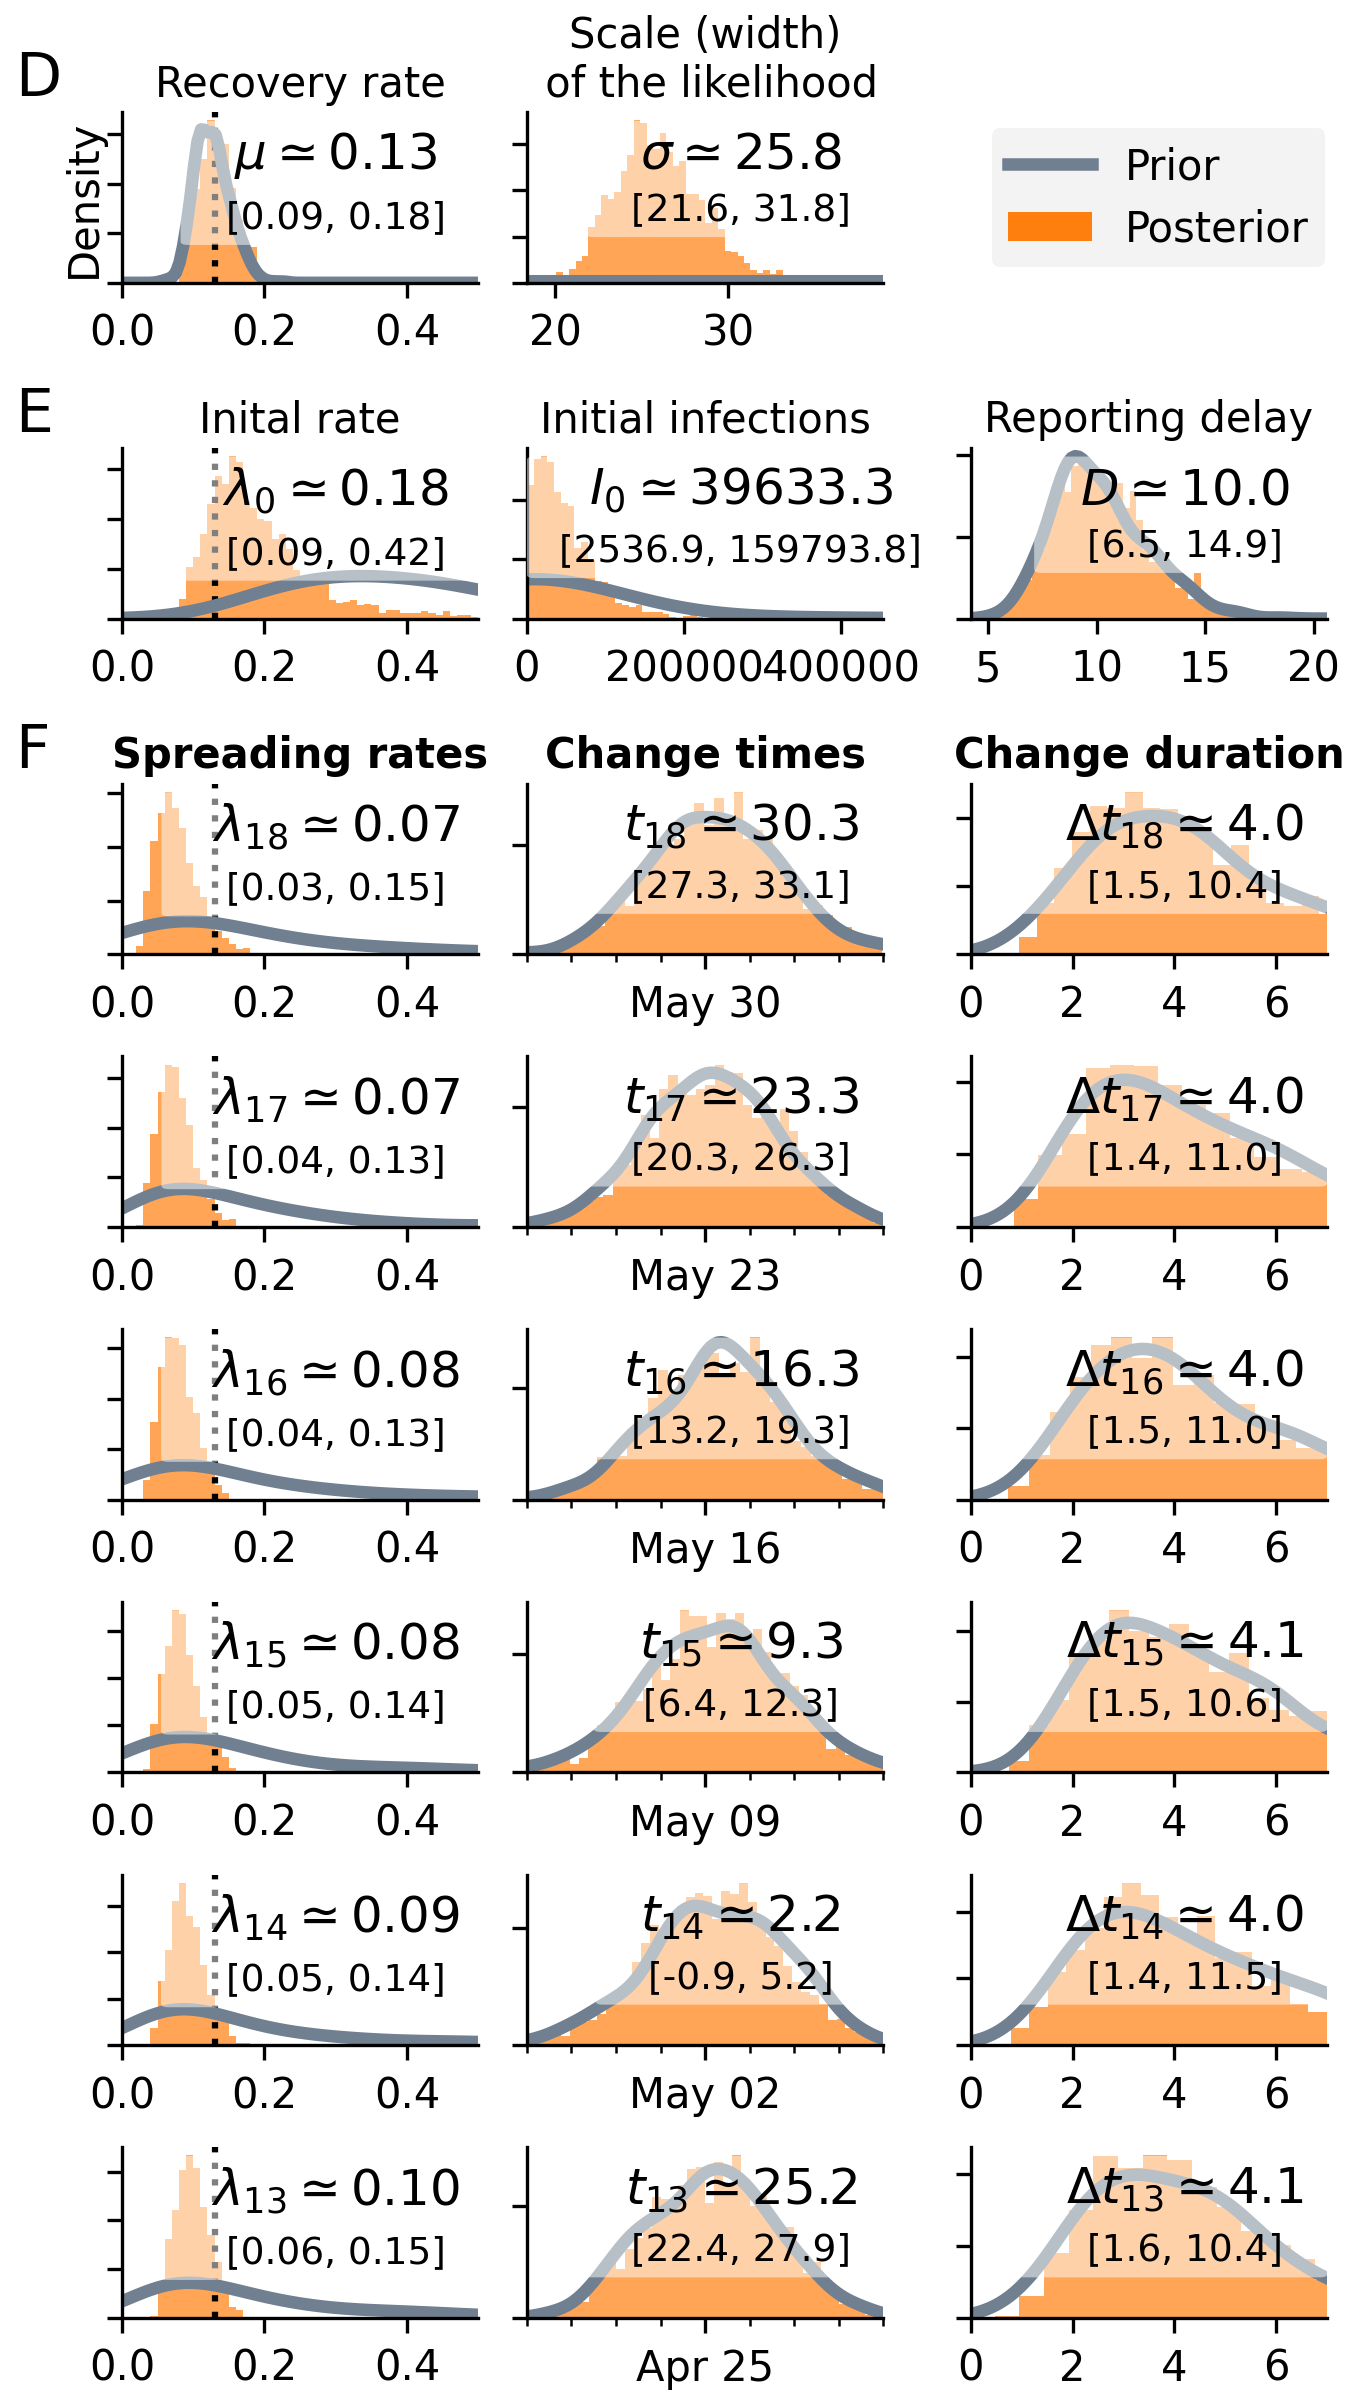 D
Recovery rate
Density
μ ≃ 0.13
[0.09, 0.18]
0.0 0.2 0.4
Scale (width)
of the likelihood
σ ≃ 25.8
[21.6, 31.8]
20 30
Prior
Posterior
E
Inital rate
λ₀ ≃ 0.18
[0.09, 0.42]
0.0 0.2 0.4
Initial infections
I₀ ≃ 39633.3
[2536.9, 159793.8]
0 200000 400000
Reporting delay
D ≃ 10.0
[6.5, 14.9]
5 10 15 20
F
Spreading rates
Change times
Change duration
λ₁₈ ≃ 0.07
[0.03, 0.15]
0.0 0.2 0.4
t₁₈ ≃ 30.3
[27.3, 33.1]
May 30
Δt₁₈ ≃ 4.0
[1.5, 10.4]
0 2 4 6
λ₁₇ ≃ 0.07
[0.04, 0.13]
0.0 0.2 0.4
t₁₇ ≃ 23.3
[20.3, 26.3]
May 23
Δt₁₇ ≃ 4.0
[1.4, 11.0]
0 2 4 6
λ₁₆ ≃ 0.08
[0.04, 0.13]
0.0 0.2 0.4
t₁₆ ≃ 16.3
[13.2, 19.3]
May 16
Δt₁₆ ≃ 4.0
[1.5, 11.0]
0 2 4 6
λ₁₅ ≃ 0.08
[0.05, 0.14]
0.0 0.2 0.4
t₁₅ ≃ 9.3
[6.4, 12.3]
May 09
Δt₁₅ ≃ 4.1
[1.5, 10.6]
0 2 4 6
λ₁₄ ≃ 0.09
[0.05, 0.14]
0.0 0.2 0.4
t₁₄ ≃ 2.2
[-0.9, 5.2]
May 02
Δt₁₄ ≃ 4.0
[1.4, 11.5]
0 2 4 6
λ₁₃ ≃ 0.10
[0.06, 0.15]
0.0 0.2 0.4
t₁₃ ≃ 25.2
[22.4, 27.9]
Apr 25
Δt₁₃ ≃ 4.1
[1.6, 10.4]
0 2 4 6